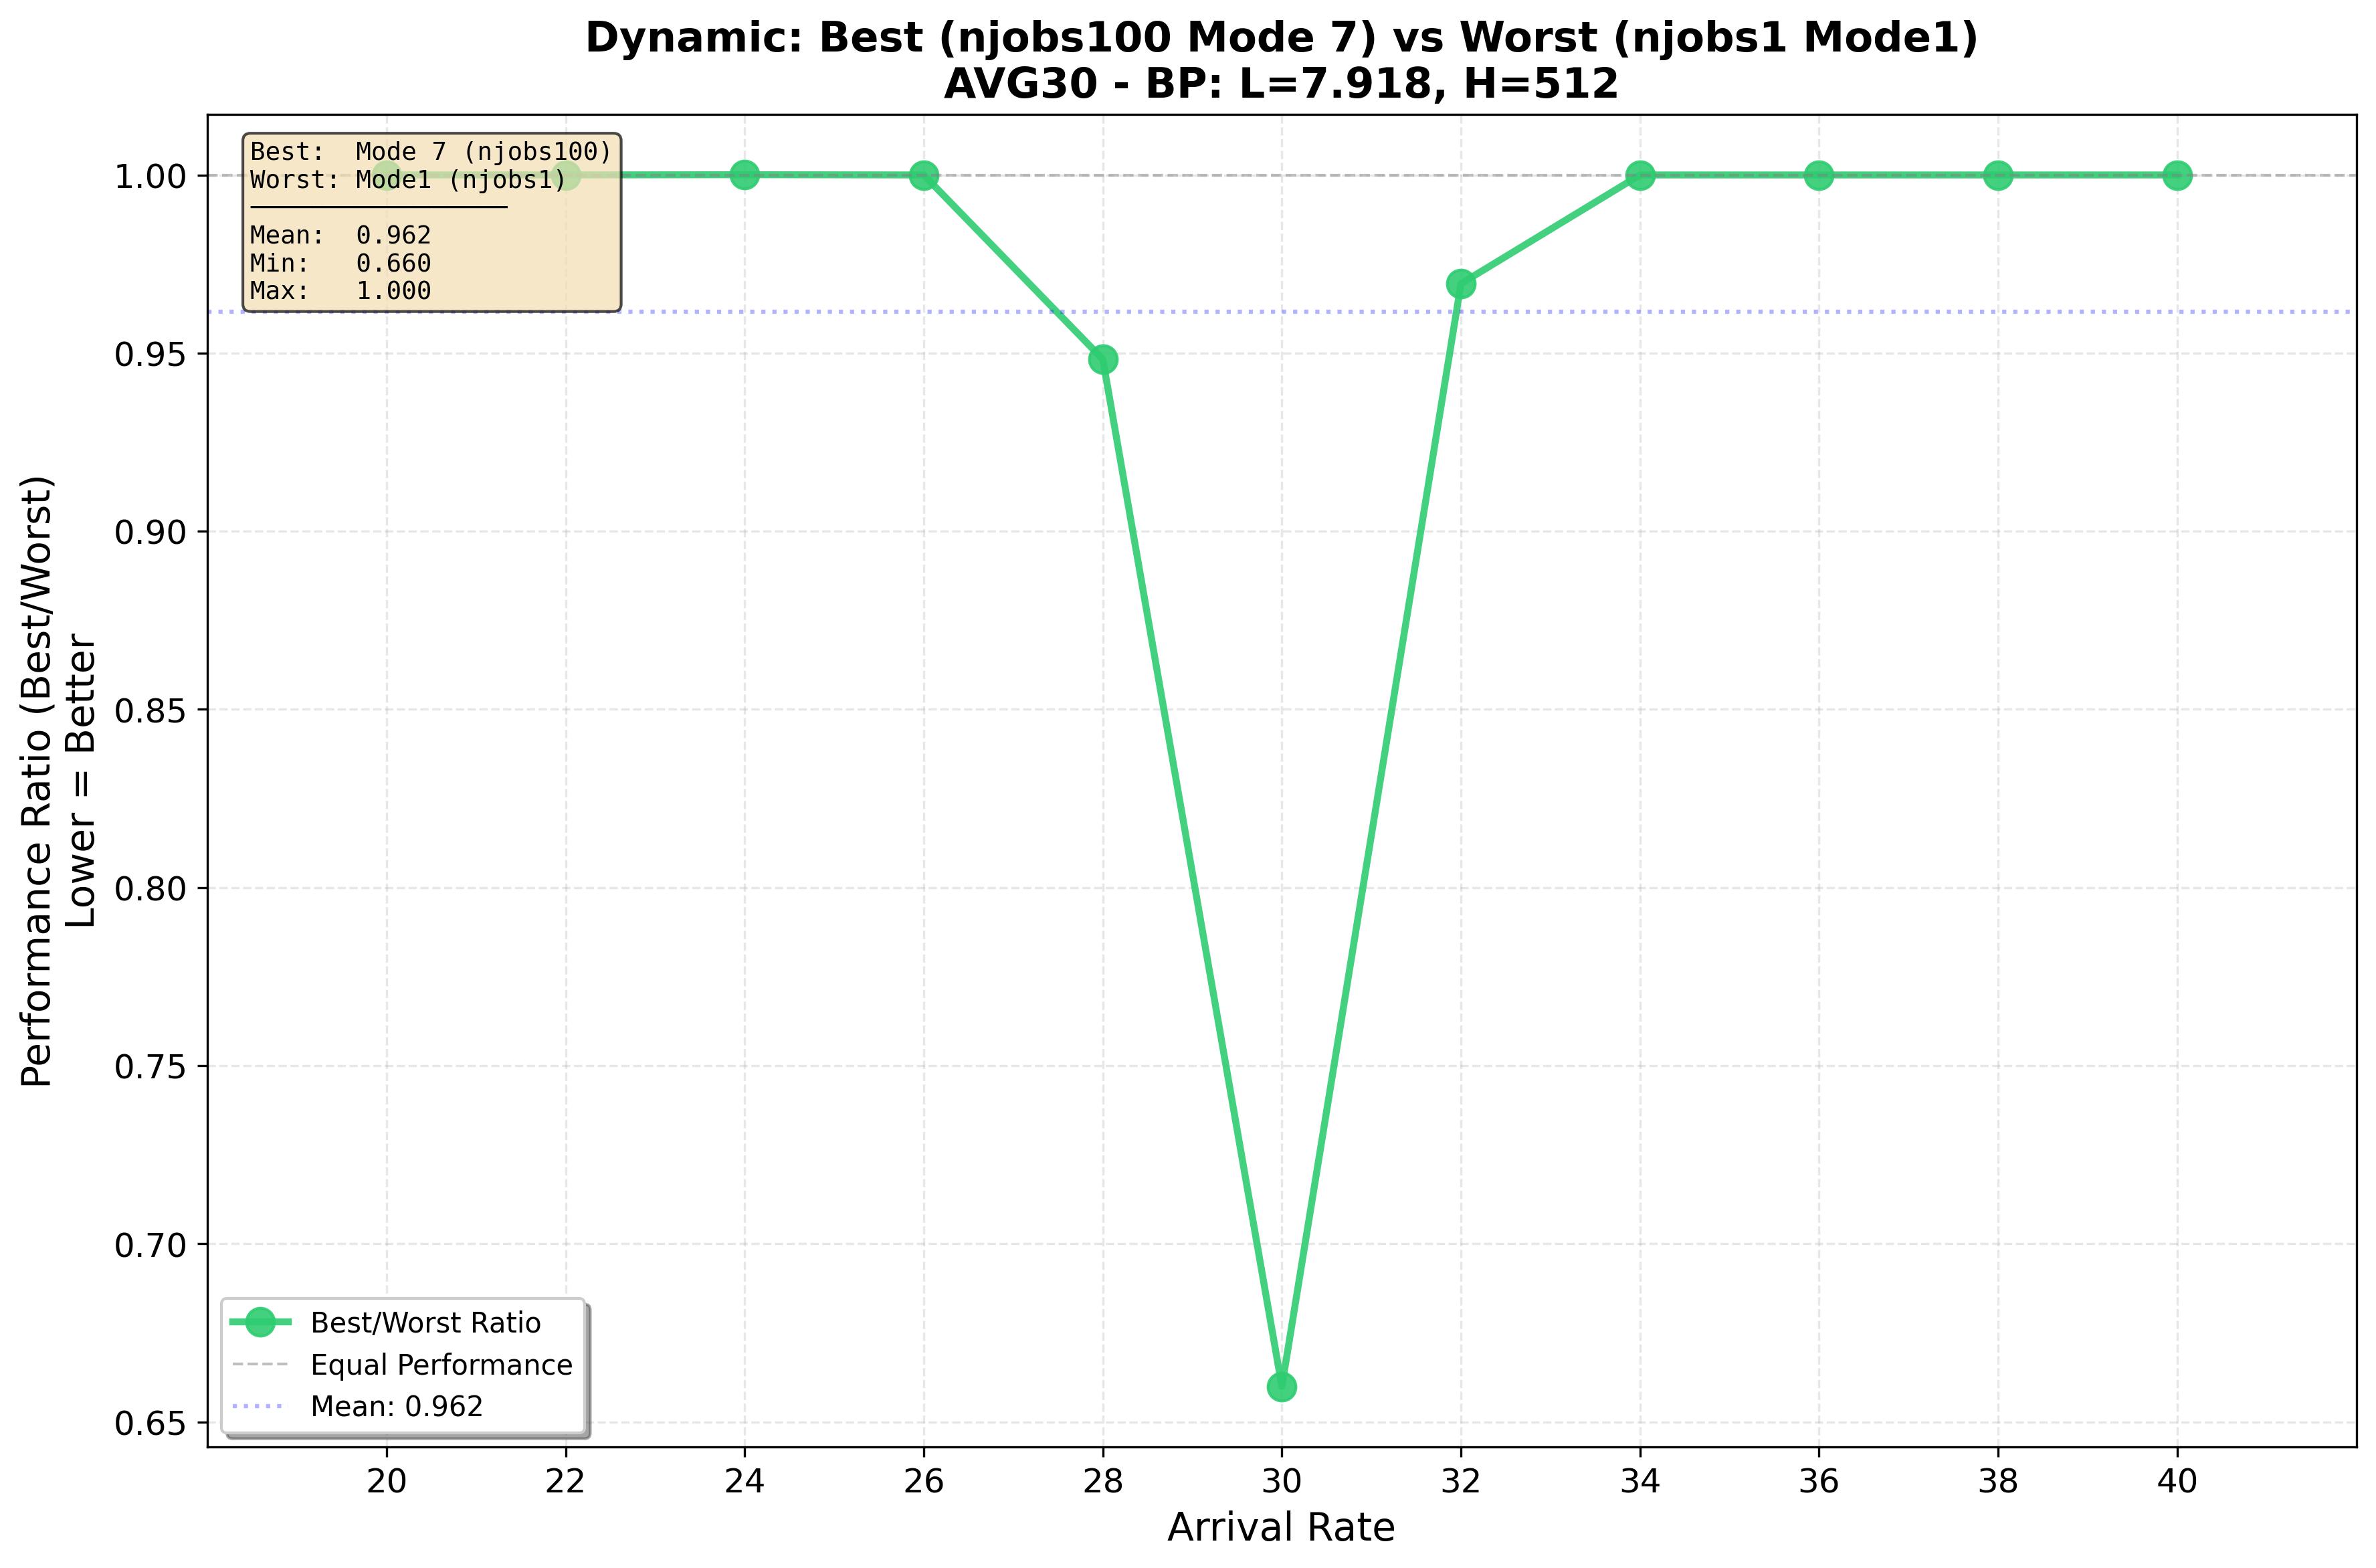 Dynamic: Best (njobs100 Mode 7) vs Worst (njobs1 Mode1)
AVG30 - BP: L=7.918, H=512
Best:  Mode 7 (njobs100)
Worst: Mode1 (njobs1)
Mean:  0.962
Min:   0.660
Max:   1.000
Performance Ratio (Best/Worst)
Lower = Better
1.00
0.95
0.90
0.85
0.80
0.75
0.70
0.65
Best/Worst Ratio
Equal Performance
Mean: 0.962
20 22 24 26 28 30 32 34 36 38 40
Arrival Rate